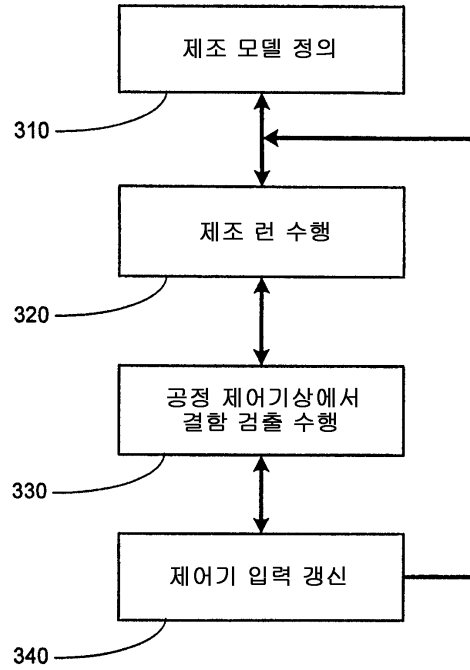 제조 모델 정의
310
제조 런 수행
320
공정 제어기상에서
결함 검출 수행
330
제어기 입력 갱신
340